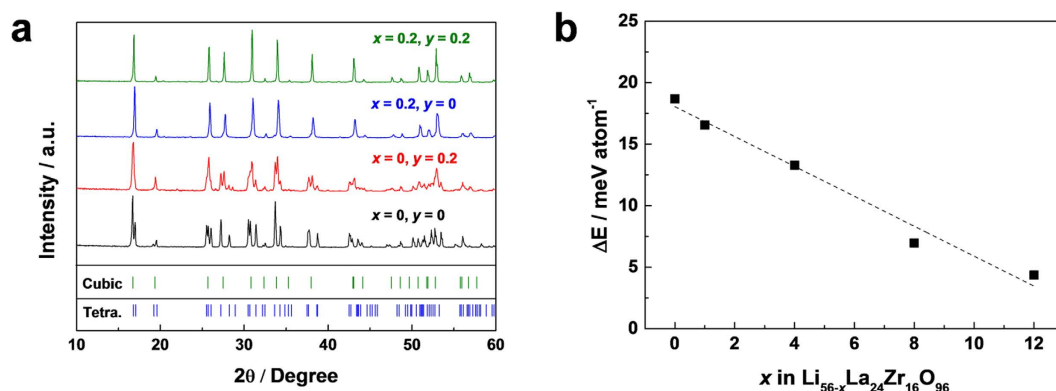 a
x = 0.2, y = 0.2
x = 0.2, y = 0
x = 0, y = 0.2
x = 0, y = 0
Intensity / a.u.
Cubic
Tetra.
10 20 30 40 50 60
2θ / Degree
b
25
20
15
10
5
0
ΔE / meV atom⁻¹
0 2 4 6 8 10 12
x in Li₅₆₋ₓLa₂₄Zr₁₆O₉₆